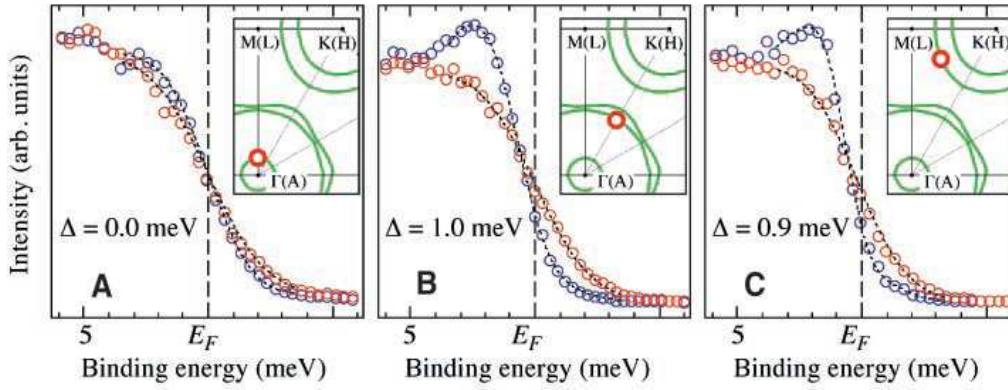 Intensity (arb. units)
M(L)
K(H)
Γ(A)
Δ = 0.0 meV
A
5
E_F
Binding energy (meV)
M(L)
K(H)
Γ(A)
Δ = 1.0 meV
B
5
E_F
Binding energy (meV)
M(L)
K(H)
Γ(A)
Δ = 0.9 meV
C
5
E_F
Binding energy (meV)